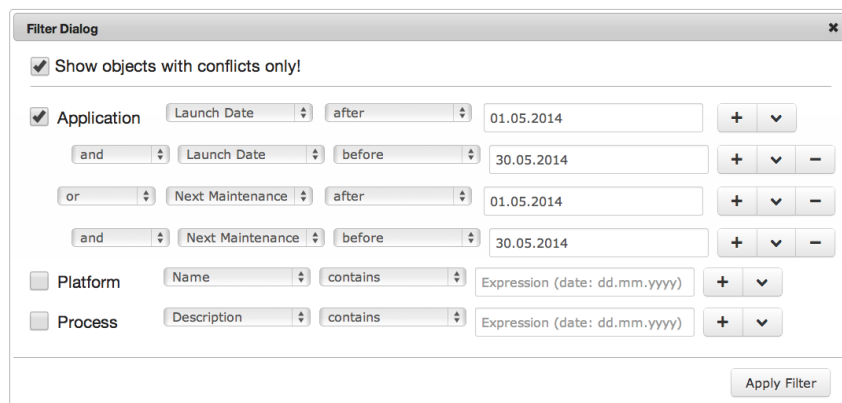 Filter Dialog
Show objects with conflicts only!
Application Launch Date after 01.05.2014
and Launch Date before 30.05.2014
or Next Maintenance after 01.05.2014
and Next Maintenance before 30.05.2014
Platform Name contains Expression (date: dd.mm.yyyy)
Process Description contains Expression (date: dd.mm.yyyy)
Apply Filter